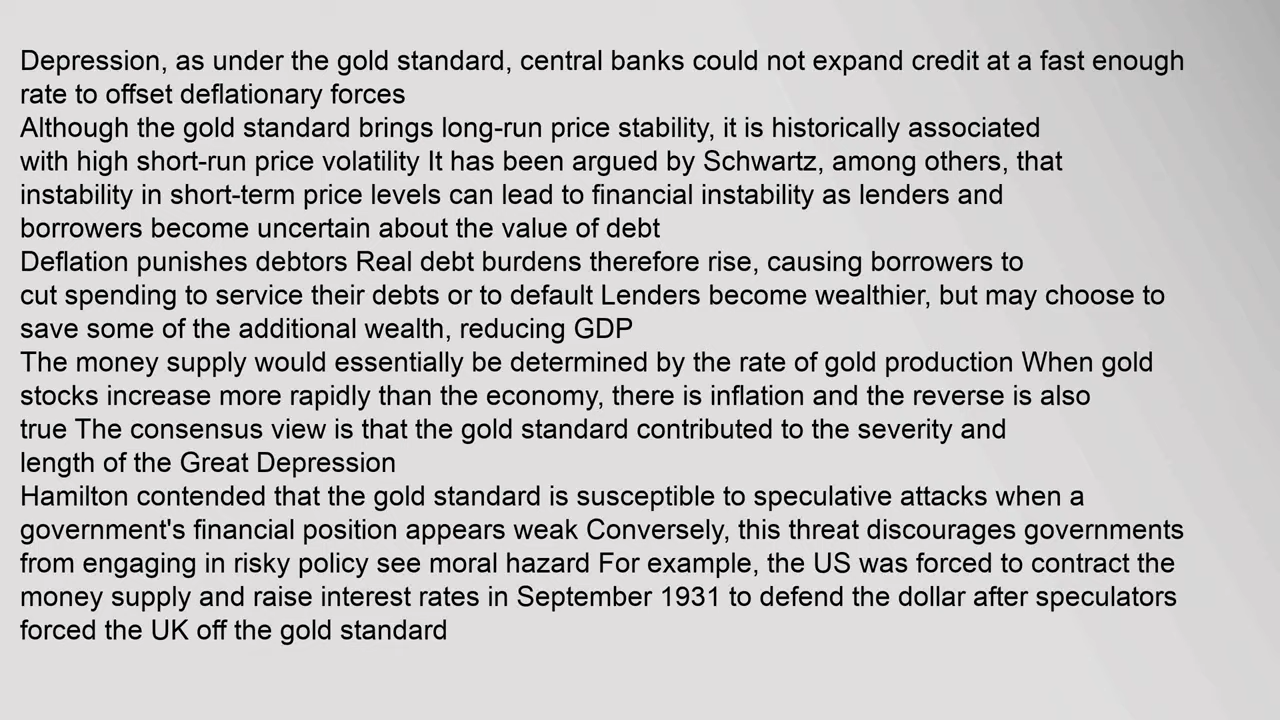 Depression, as under the gold standard, central banks could not expand credit at a fast enough
rate to offset deflationary forces
Although the gold standard brings long-run price stability, it is historically associated
with high short-run price volatility It has been argued by Schwartz, among others, that
instability in short-term price levels can lead to financial instability as lenders and
borrowers become uncertain about the value of debt
Deflation punishes debtors Real debt burdens therefore rise, causing borrowers to
cut spending to service their debts or to default Lenders become wealthier, but may choose to
save some of the additional wealth, reducing GDP
The money supply would essentially be determined by the rate of gold production When gold
stocks increase more rapidly than the economy, there is inflation and the reverse is also
true The consensus view is that the gold standard contributed to the severity and
length of the Great Depression
Hamilton contended that the gold standard is susceptible to speculative attacks when a
government's financial position appears weak Conversely, this threat discourages governments
from engaging in risky policy see moral hazard For example, the US was forced to contract the
money supply and raise interest rates in September 1931 to defend the dollar after speculators
forced the UK off the gold standard